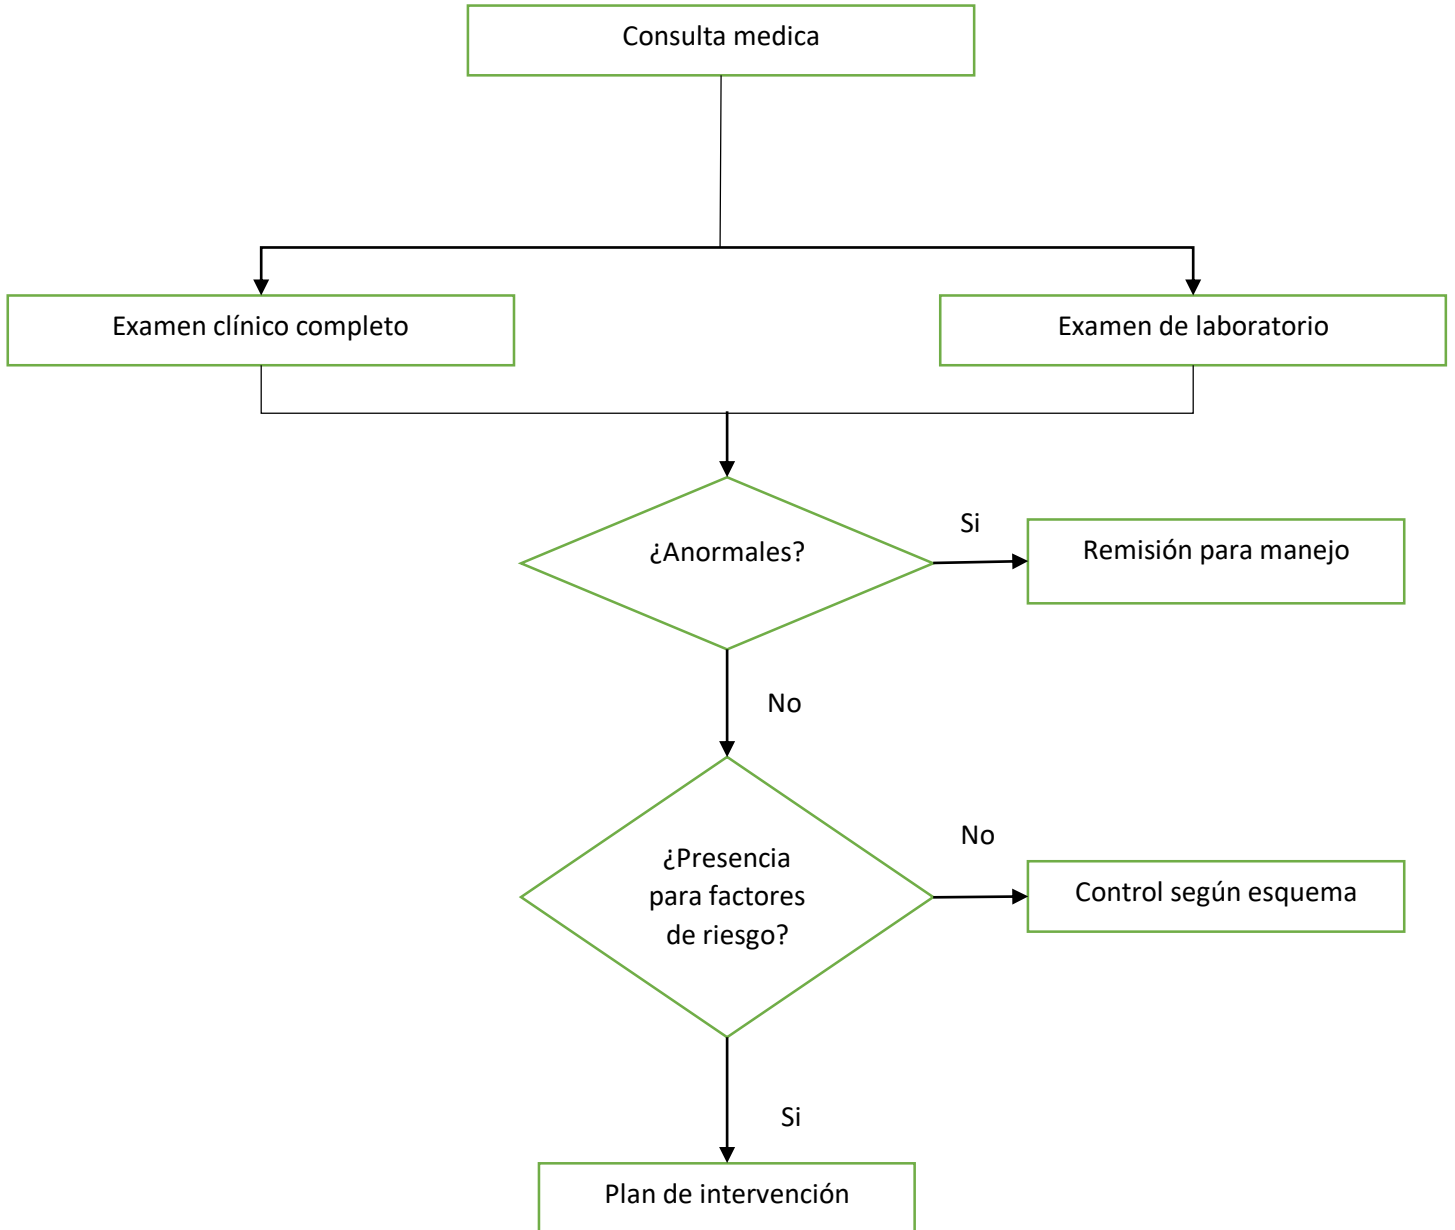 Consulta medica
Examen clínico completo
Examen de laboratorio
¿Anormales?
Si
Remisión para manejo
No
¿Presencia
para factores
de riesgo?
No
Control según esquema
Si
Plan de intervención